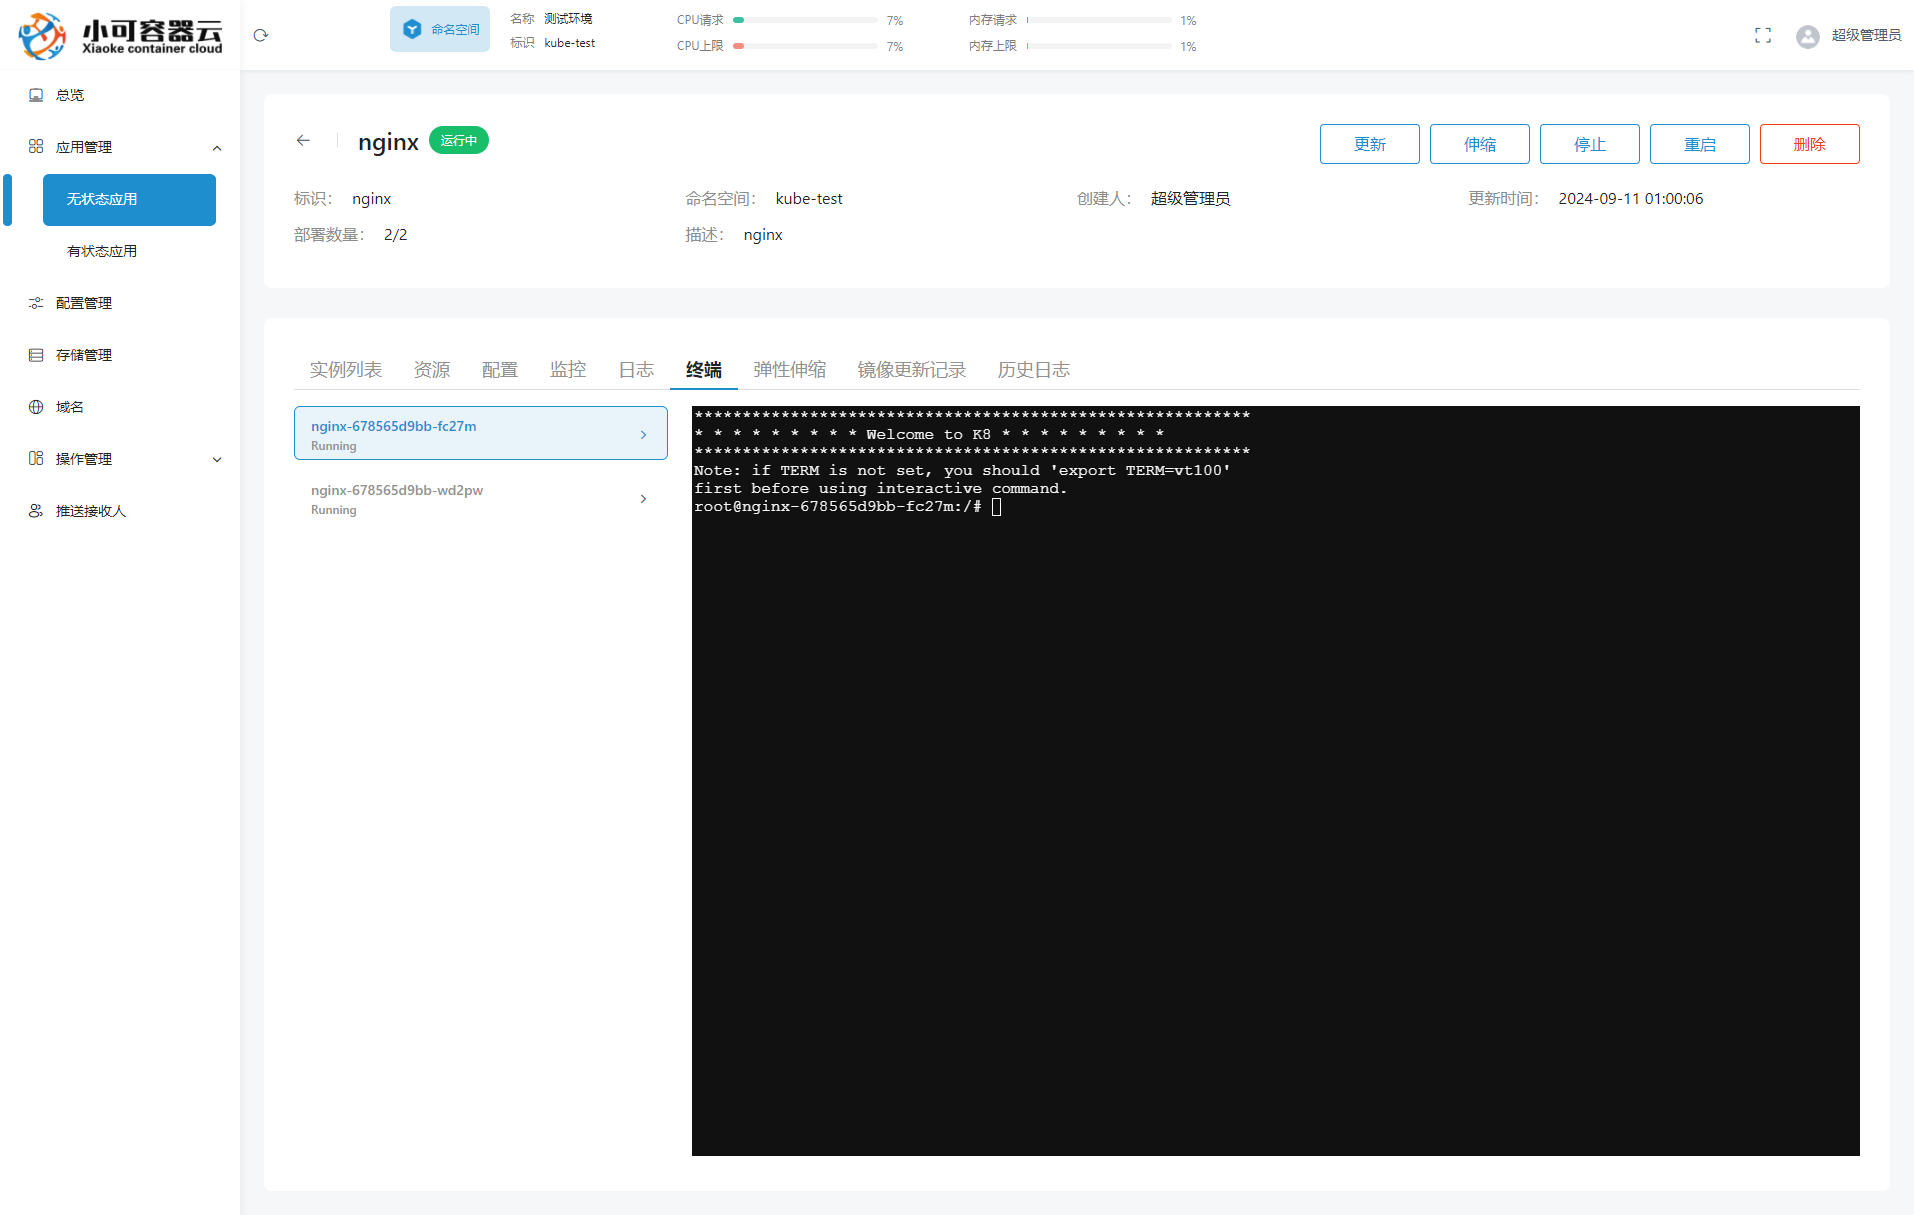 小可容器云
Xiaoke container cloud
命名空间
名称 测试环境
标识 kube-test
CPU请求 7%
CPU上限 7%
内存请求 1%
内存上限 1%
超级管理员
总览
应用管理
无状态应用
有状态应用
配置管理
存储管理
域名
操作管理
推送接收人
nginx 运行中
更新 伸缩 停止 重启 删除
标识： nginx 命名空间： kube-test 创建人： 超级管理员 更新时间： 2024-09-11 01:00:06
部署数量： 2/2 描述： nginx
实例列表 资源 配置 监控 日志 终端 弹性伸缩 镜像更新记录 历史日志
nginx-678565d9bb-fc27m
Running
nginx-678565d9bb-wd2pw
Running
**********************************************************
* * * * * * * * * Welcome to K8 * * * * * * * * *
**********************************************************
Note: if TERM is not set, you should 'export TERM=vt100'
first before using interactive command.
root@nginx-678565d9bb-fc27m:/#